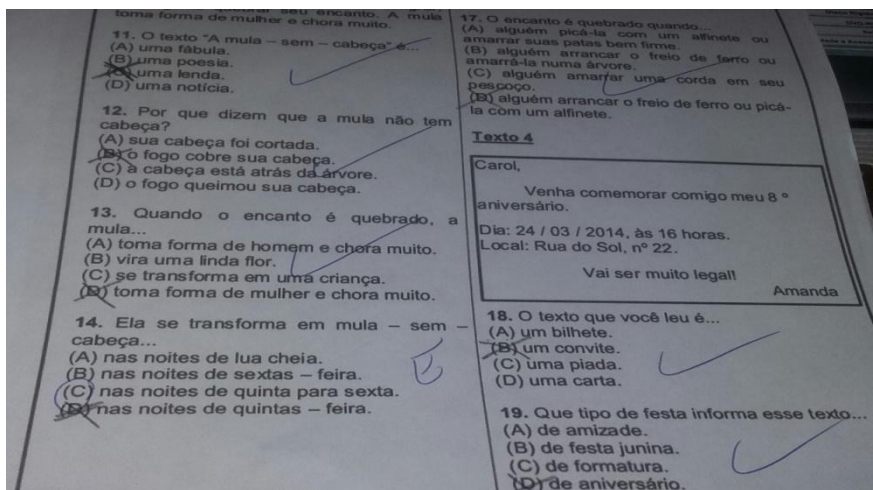 toma forma de mulher e chora muito.
11. O texto "A mula – sem – cabeça" é...
(A) uma fábula.
(B) uma poesia.
(C) uma lenda.
(D) uma notícia.
12. Por que dizem que a mula não tem
cabeça?
(A) sua cabeça foi cortada.
(B) o fogo cobre sua cabeça.
(C) a cabeça está atrás da árvore.
(D) o fogo queimou sua cabeça.
13. Quando o encanto é quebrado, a
mula...
(A) toma forma de homem e chora muito.
(B) vira uma linda flor.
(C) se transforma em uma criança.
(D) toma forma de mulher e chora muito.
14. Ela se transforma em mula – sem –
cabeça...
(A) nas noites de lua cheia.
(B) nas noites de sextas – feira.
(C) nas noites de quinta para sexta.
(D) nas noites de quintas – feira.
17. O encanto é quebrado quando...
(A) alguém picá-la com um alfinete ou
amarrar suas patas bem firme.
(B) alguém arrancar o freio de ferro ou
amarrá-la numa árvore.
(C) alguém amarrar uma corda em seu
pescoço.
(D) alguém arrancar o freio de ferro ou picá-
la com um alfinete.
Texto 4
Carol,
Venha comemorar comigo meu 8 º
aniversário.
Dia: 24 / 03 / 2014, às 16 horas.
Local: Rua do Sol, nº 22.
Vai ser muito legal!
Amanda
18. O texto que você leu é...
(A) um bilhete.
(B) um convite.
(C) uma piada.
(D) uma carta.
19. Que tipo de festa informa esse texto...
(A) de amizade.
(B) de festa junina.
(C) de formatura.
(D) de aniversário.